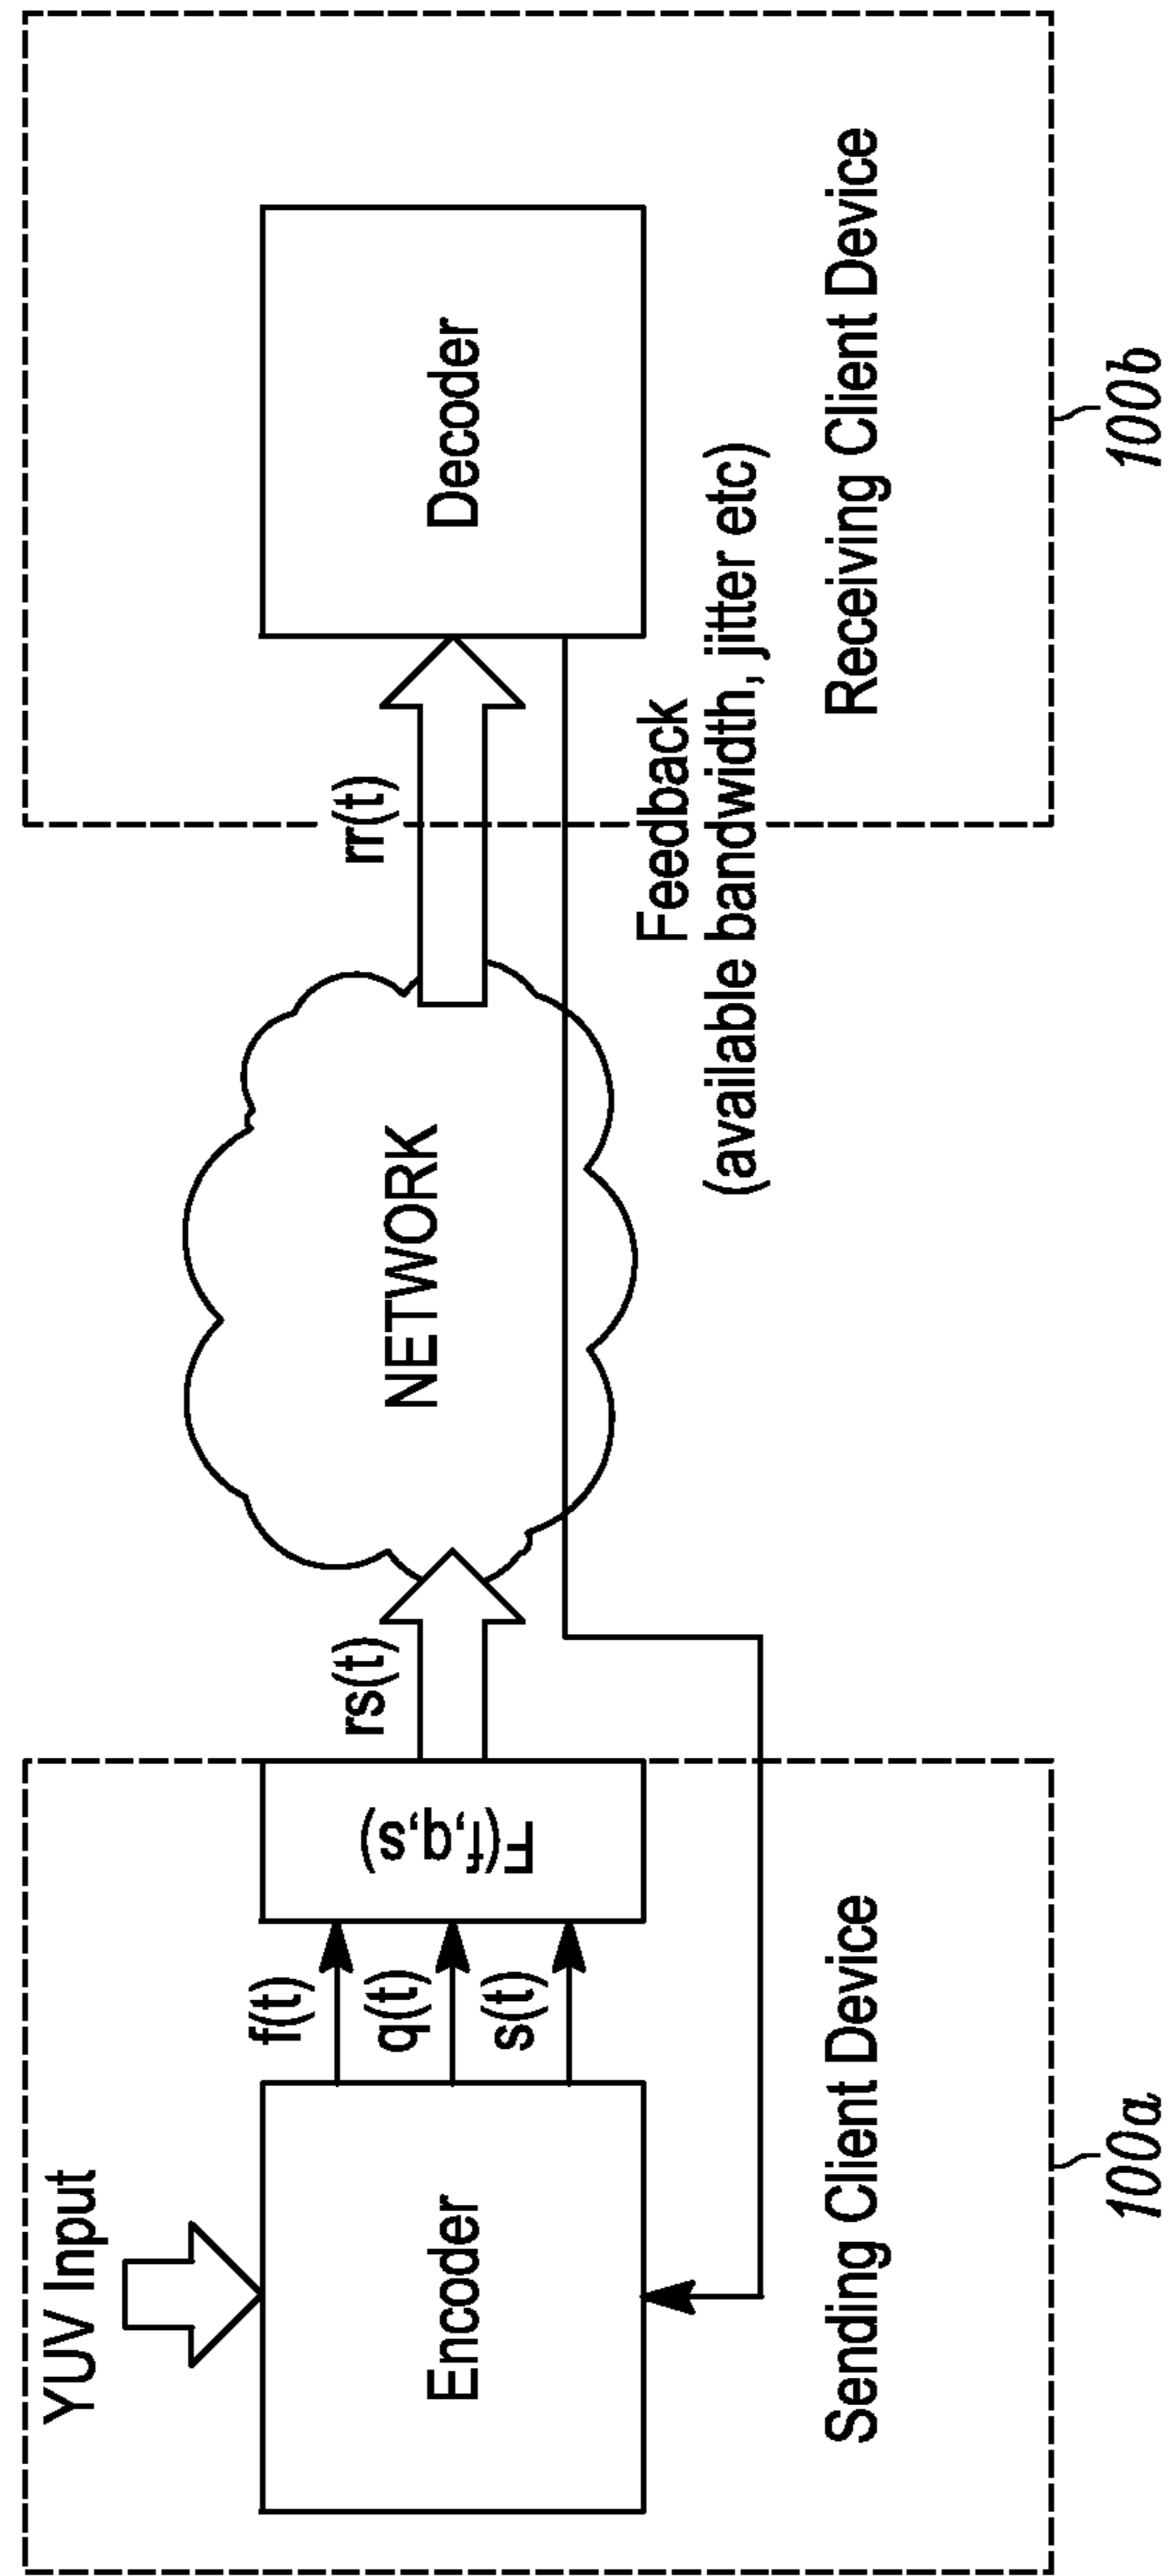 YUV Input
Encoder
f(t)
q(t)
s(t)
F(f,q,s)
rs(t)
NETWORK
rr(t)
Decoder
Feedback
(available bandwidth, jitter etc)
Sending Client Device
Receiving Client Device
100a
100b